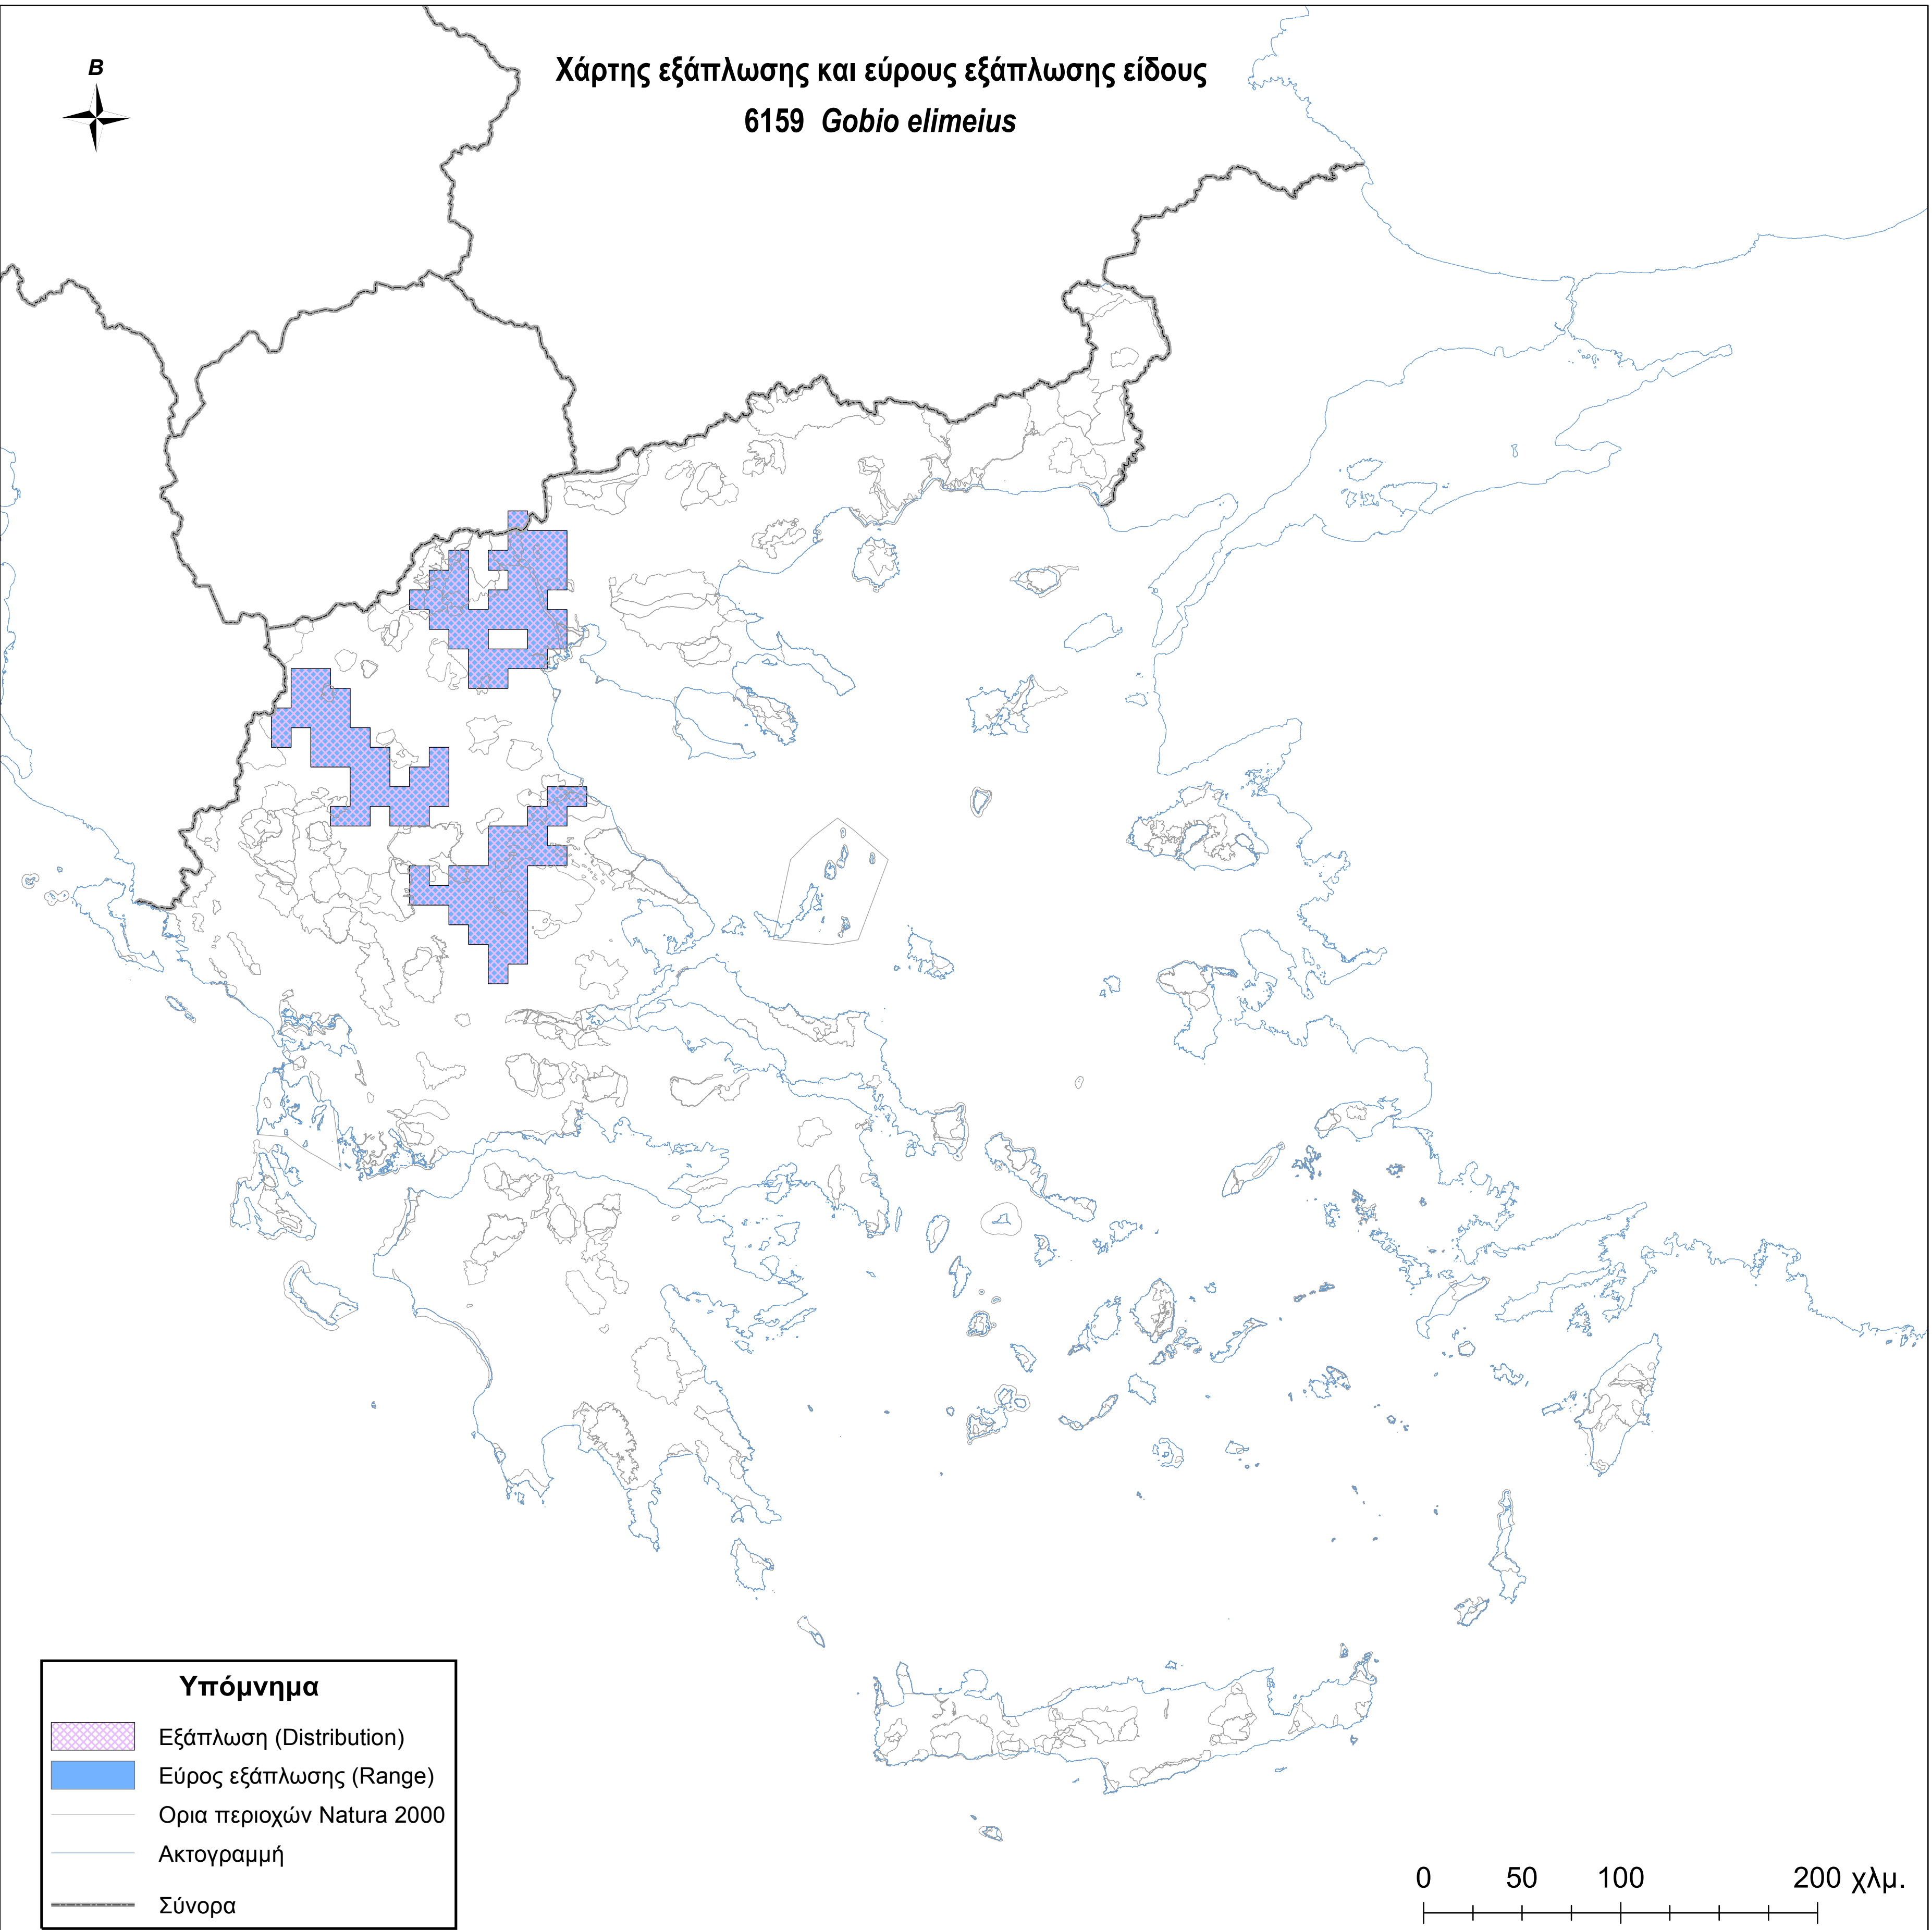 Β
Χάρτης εξάπλωσης και εύρους εξάπλωσης είδους
6159 Gobio elimeius
Υπόμνημα
Εξάπλωση (Distribution)
Εύρος εξάπλωσης (Range)
Ορια περιοχών Natura 2000
Ακτογραμμή
Σύνορα
0 50 100 200 χλμ.